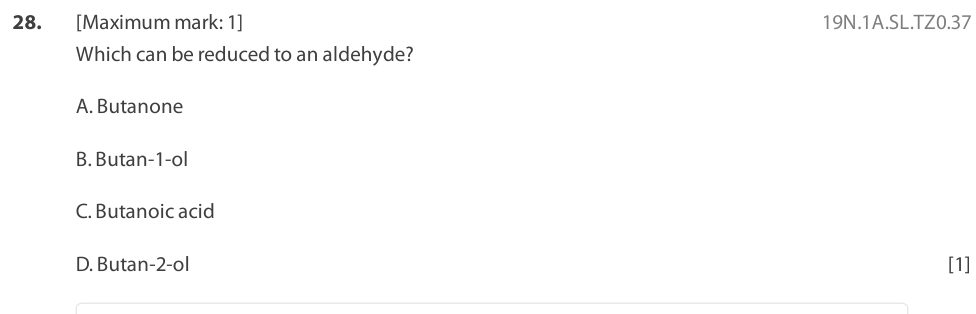 28. [Maximum mark: 1] 19N.1A.SL.TZ0.37
Which can be reduced to an aldehyde?
A. Butanone
B. Butan-1-ol
C. Butanoic acid
D. Butan-2-ol [1]